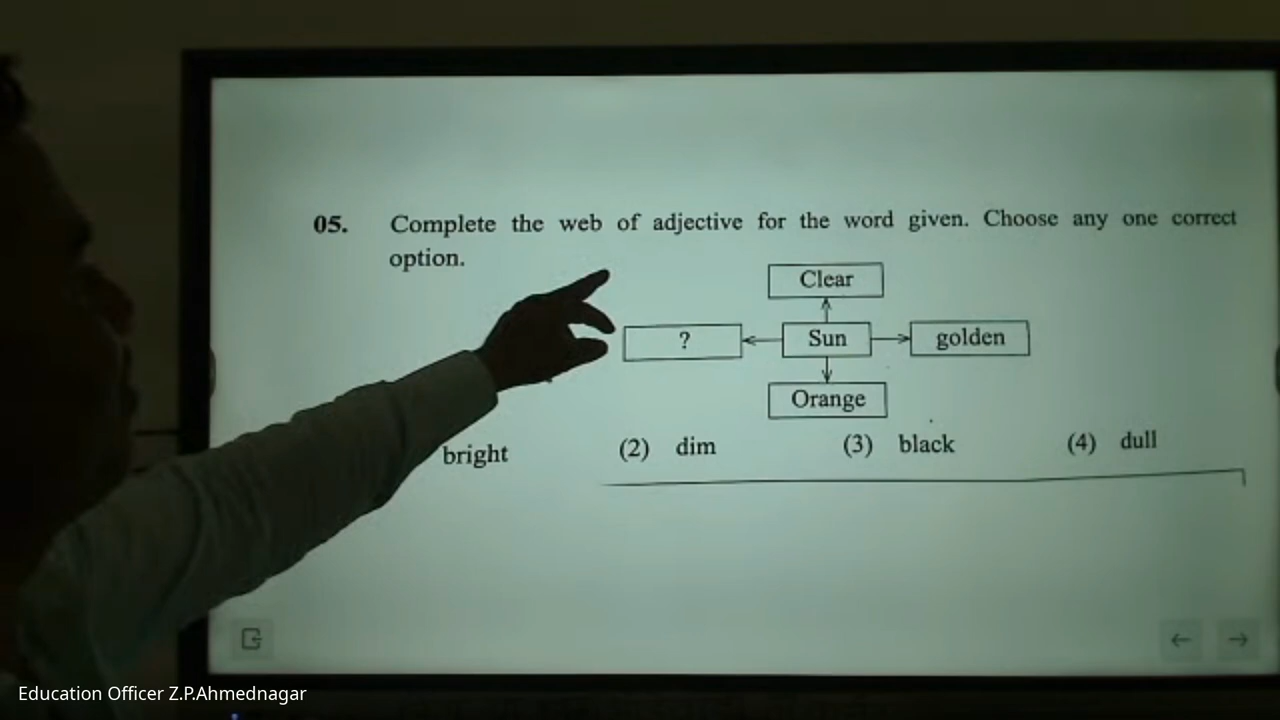 05. Complete the web of adjective for the word given. Choose any one correct
option.
Clear
? Sun golden
Orange
bright (2) dim (3) black (4) dull
Education Officer Z.P.Ahmednagar